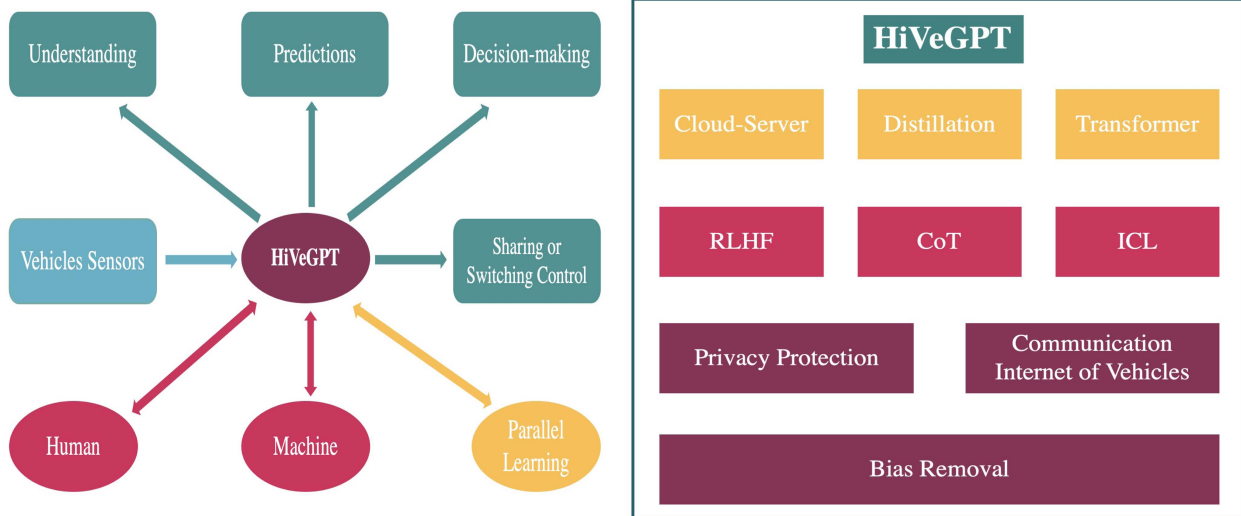 Understanding
Predictions
Decision-making
Vehicles Sensors
HiVeGPT
Sharing or
Switching Control
Human
Machine
Parallel
Learning
HiVeGPT
Cloud-Server
Distillation
Transformer
RLHF
CoT
ICL
Privacy Protection
Communication
Internet of Vehicles
Bias Removal